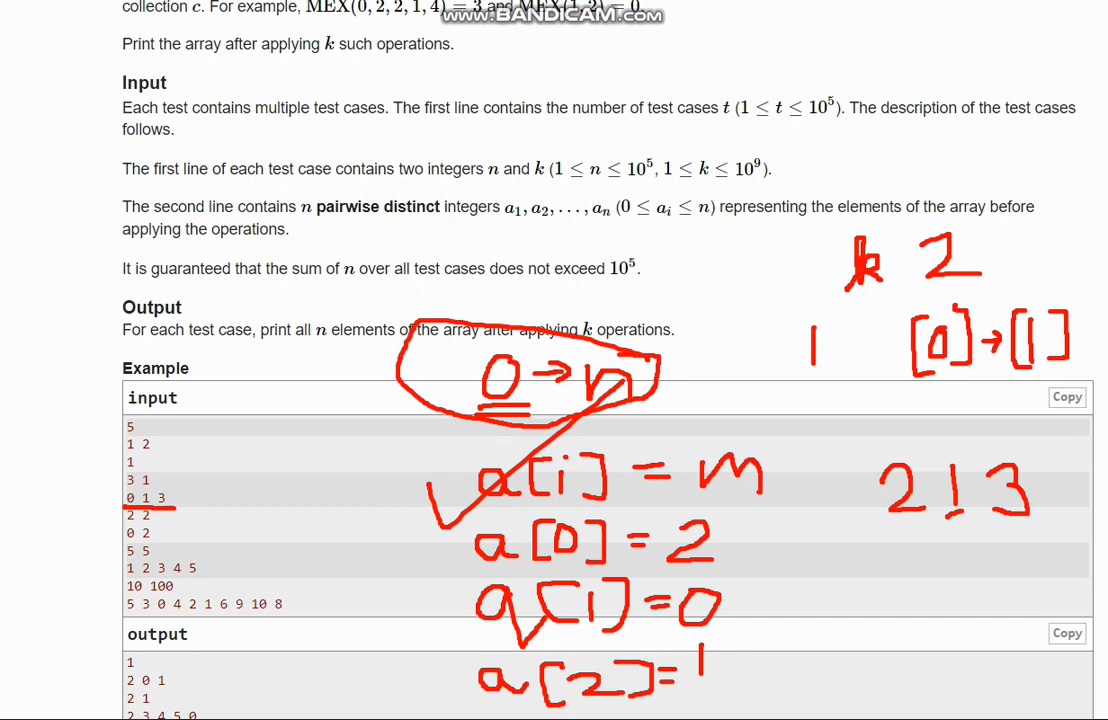 collection c. For example, MEX(0, 2, 2, 1, 4) = 3 and MEX(1, 2) = 0.
www.BANDICAM.com
Print the array after applying k such operations.
Input
Each test contains multiple test cases. The first line contains the number of test cases t (1 ≤ t ≤ 10^5). The description of the test cases
follows.
The first line of each test case contains two integers n and k (1 ≤ n ≤ 10^5, 1 ≤ k ≤ 10^9).
The second line contains n pairwise distinct integers a_1, a_2, . . . , a_n (0 ≤ a_i ≤ n) representing the elements of the array before
applying the operations.
It is guaranteed that the sum of n over all test cases does not exceed 10^5.
k 2
Output
For each test case, print all n elements of the array after applying k operations.
1 [0] → [1]
Example
0 → n
input
Copy
5
1 2
1
3 1
0 1 3
2 2
0 2
5 5
1 2 3 4 5
10 100
5 3 0 4 2 1 6 9 10 8
a[i] = m
2 ! 3
a[0] = 2
a[1] = 0
a[2] = 1
output
Copy
1
2 0 1
2 1
2 3 4 5 0